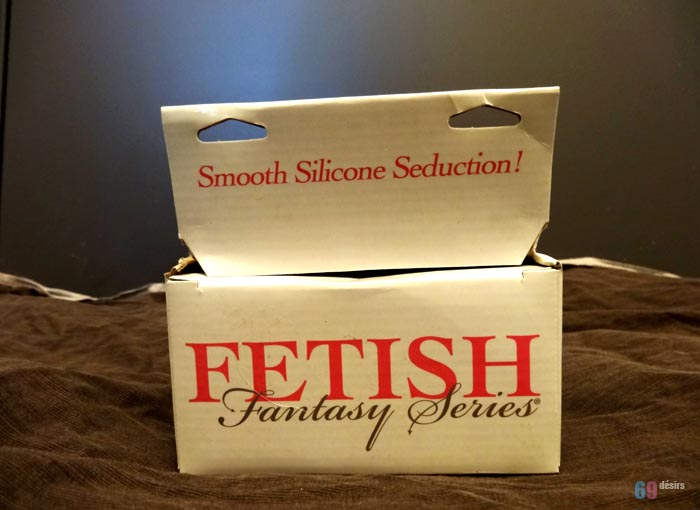 Smooth Silicone Seduction!
FETISH
Fantasy Series®
69 désirs